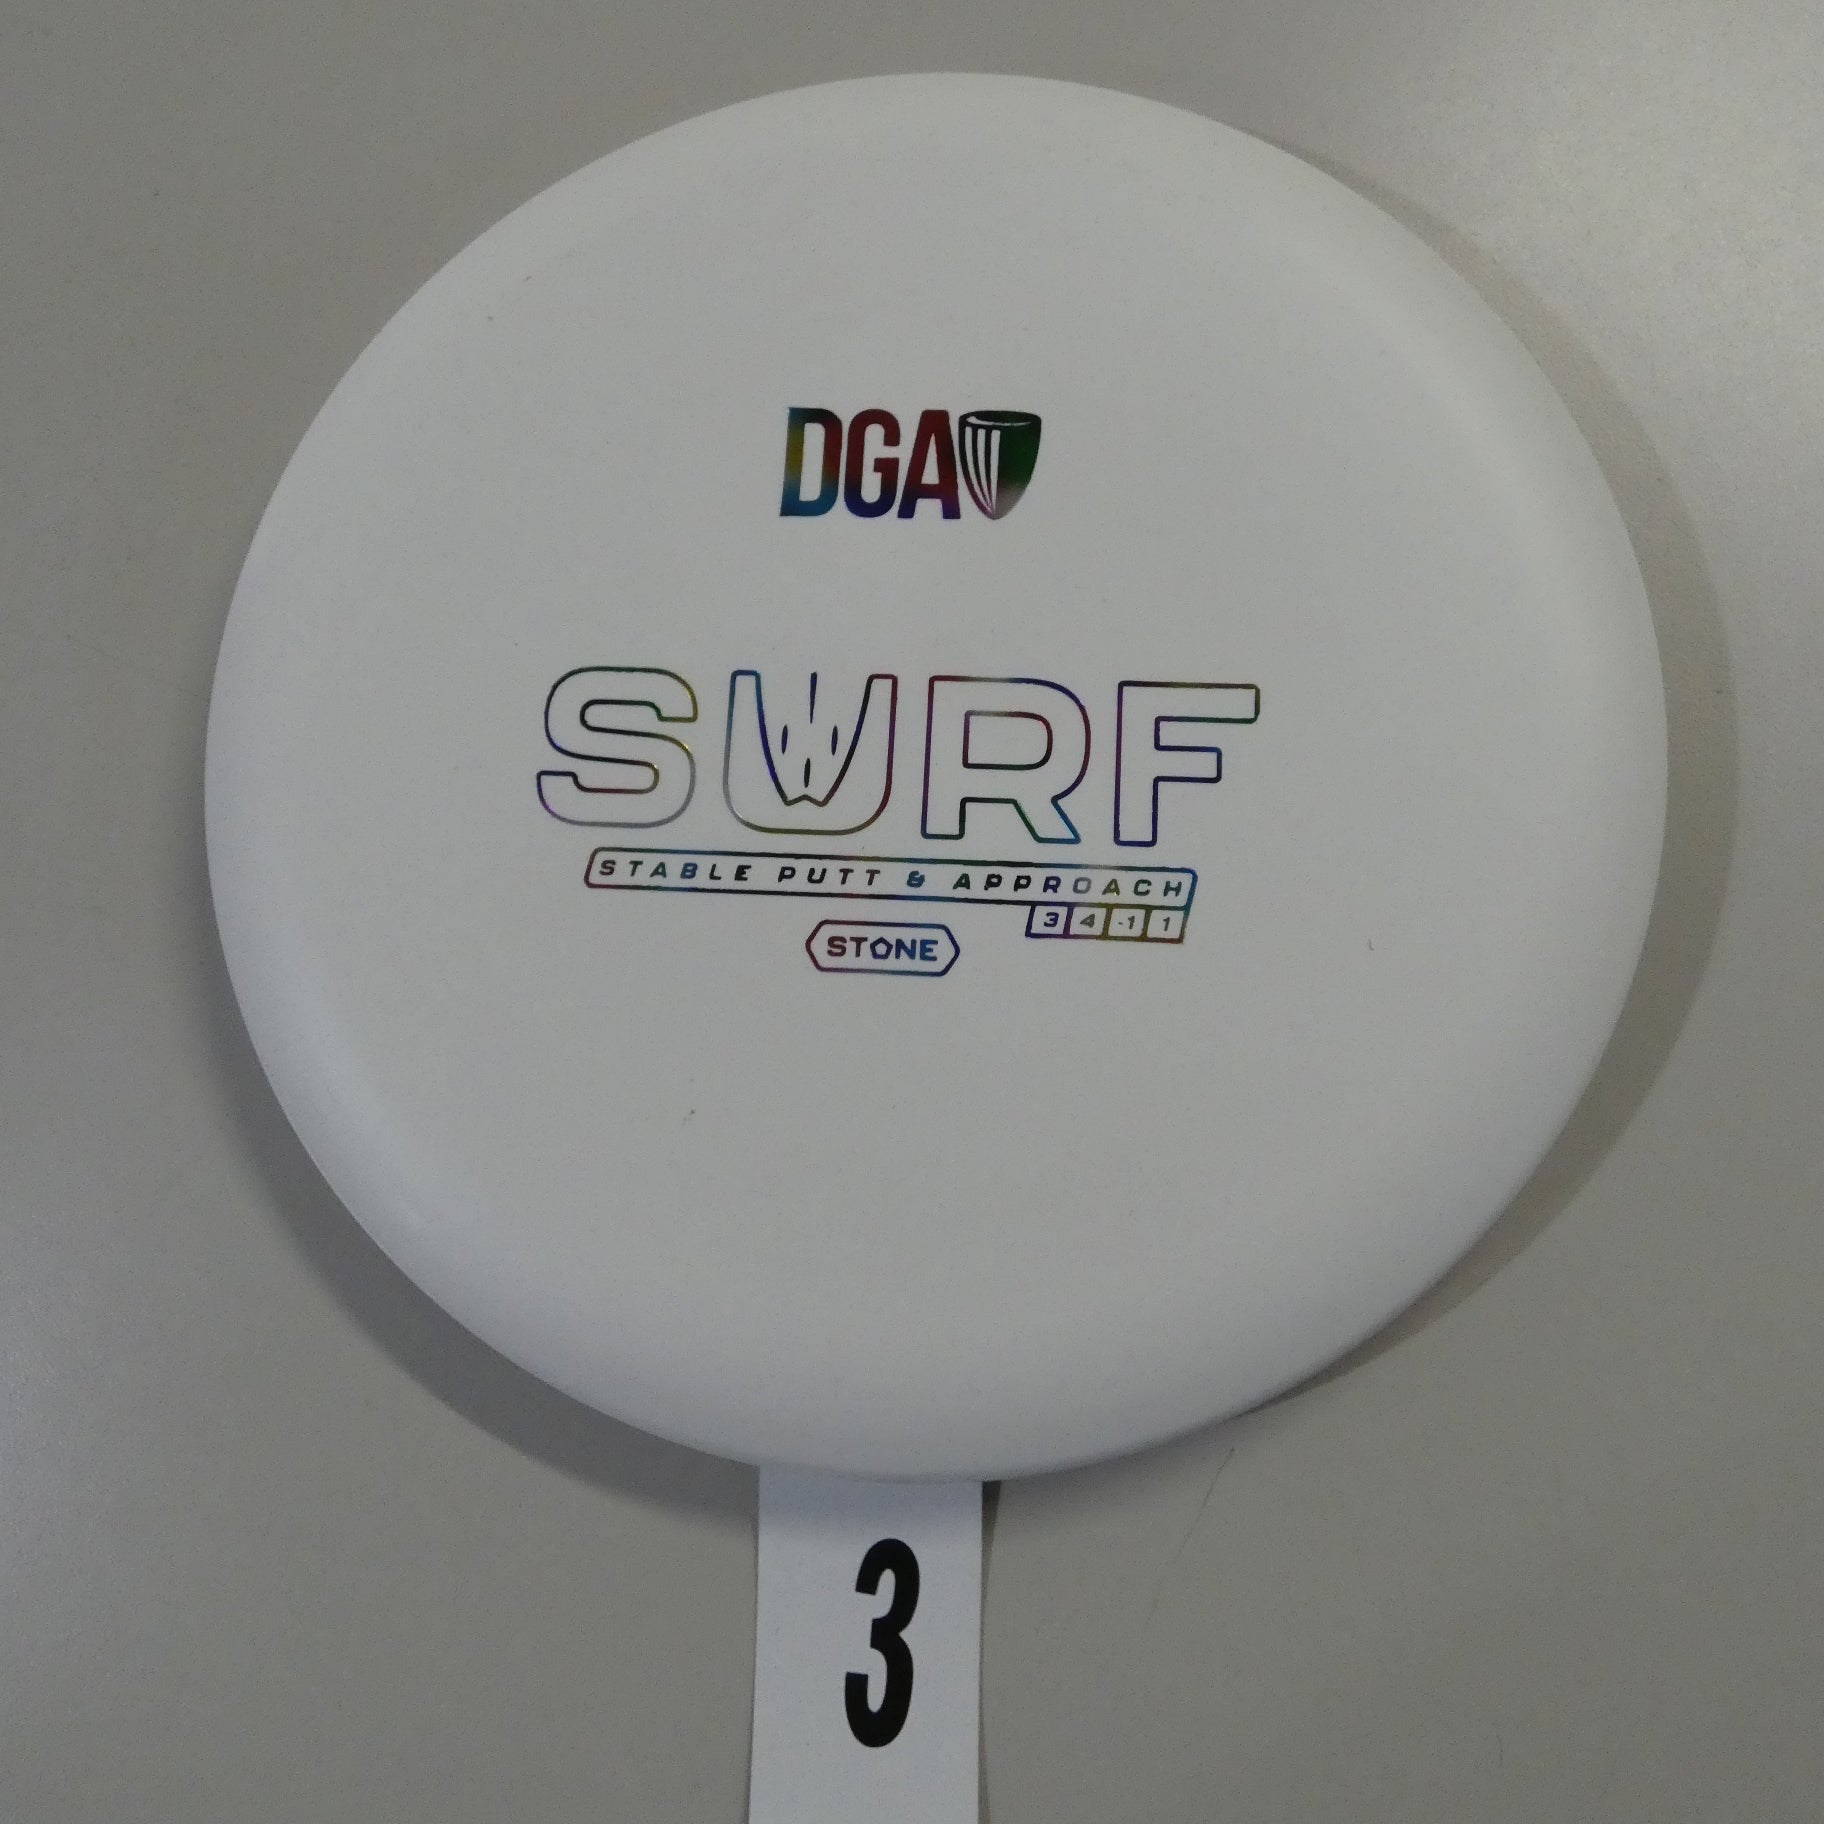 DGA
SURF
STABLE PUTT & APPROACH
3 4 -1 1
STONE
3